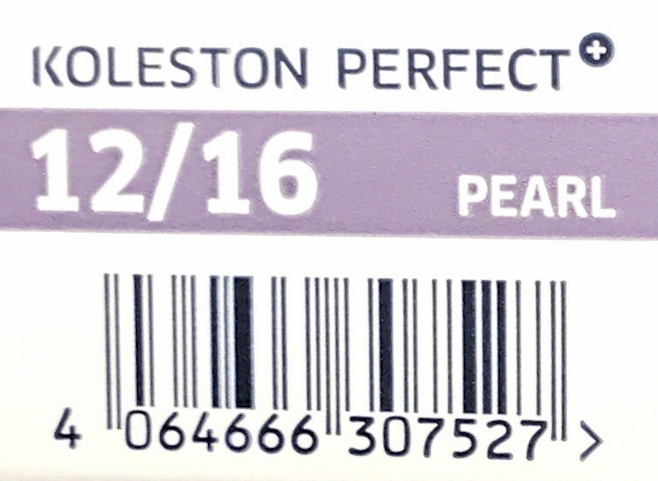 KOLESTON PERFECT+
12/16 PEARL
4 064666 307527 >